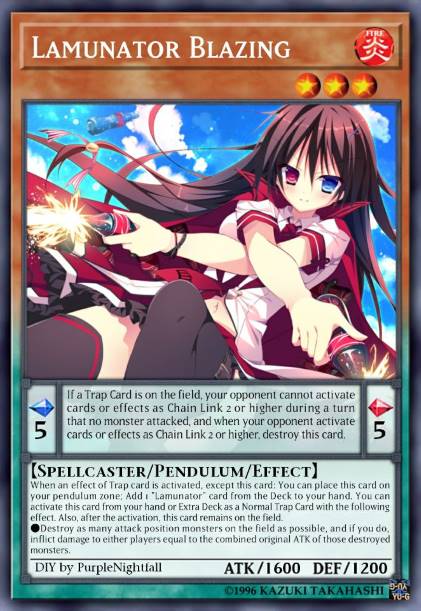 LAMUNATOR BLAZING
FIRE
炎
If a Trap Card is on the field, your opponent cannot activate
cards or effects as Chain Link 2 or higher during a turn
that no monster attacked, and when your opponent activate
cards or effects as Chain Link 2 or higher, destroy this card.
5
5
【SPELLCASTER/PENDULUM/EFFECT】
When an effect of Trap card is activated, except this card: You can place this card on
your pendulum zone; Add 1 "Lamunator" card from the Deck to your hand. You can
activate this card from your hand or Extra Deck as a Normal Trap Card with the following
effect. Also, after the activation, this card remains on the field.
●Destroy as many attack position monsters on the field as possible, and if you do,
inflict damage to either players equal to the combined original ATK of those destroyed
monsters.
DIY by PurpleNightfall
ATK/1600 DEF/1200
©1996 KAZUKI TAKAHASHI